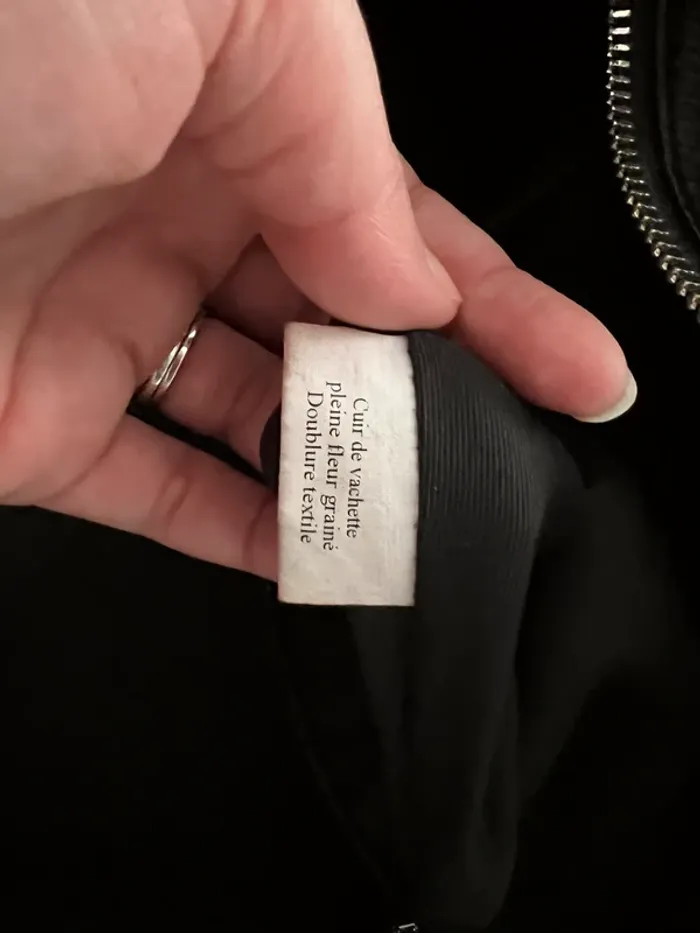 Cuir de vachette
pleine fleur grainé
Doublure textile